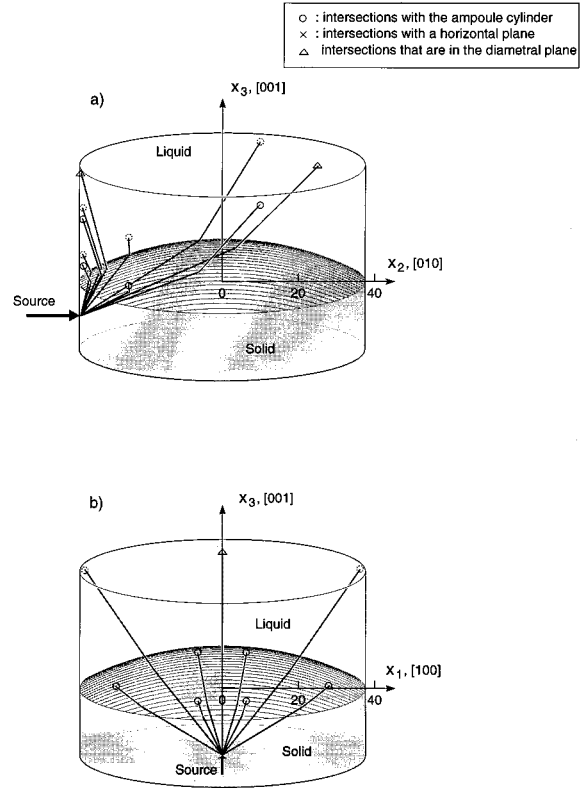 ○ : intersections with the ampoule cylinder
× : intersections with a horizontal plane
△ intersections that are in the diametral plane
a)
x3, [001]
Liquid
x2, [010]
0 20 40
Source
Solid
b)
x3, [001]
Liquid
x1, [100]
0 20 40
Solid
Source